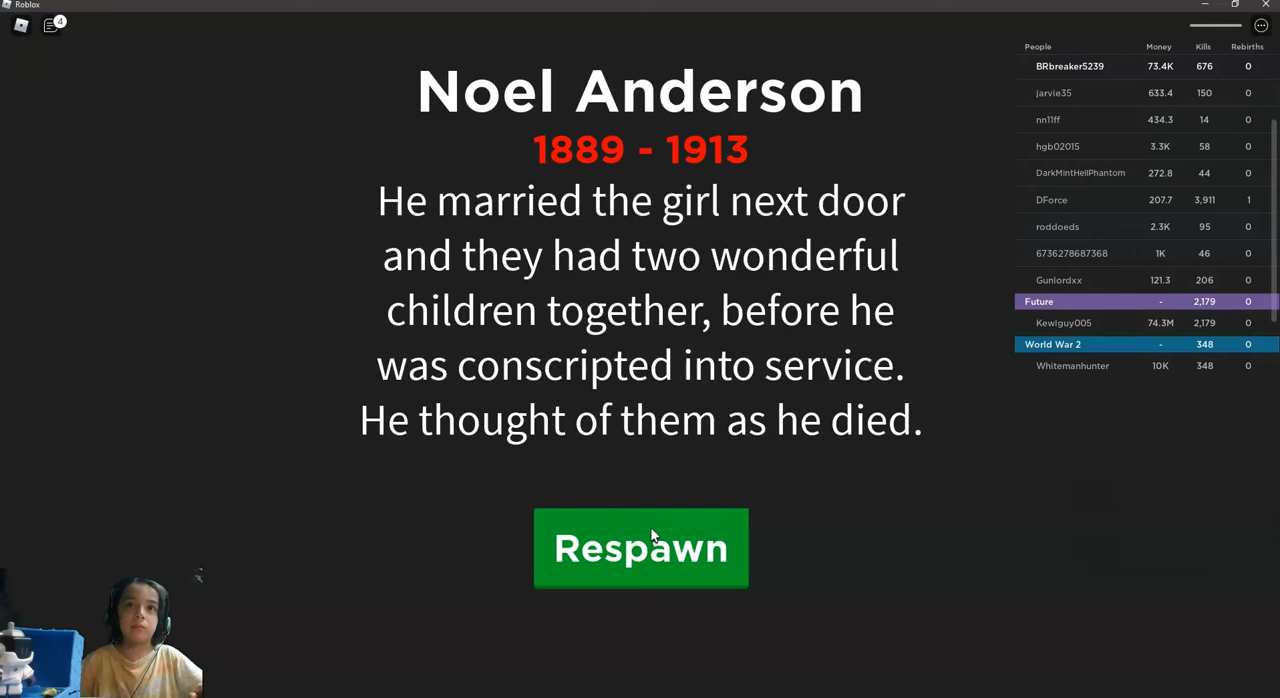 Roblox
4
Noel Anderson
1889 - 1913
He married the girl next door
and they had two wonderful
children together, before he
was conscripted into service.
He thought of them as he died.
Respawn
People Money Kills Rebirths
BRbreaker5239 73.4K 676 0
jarvie35 633.4 150 0
nn11ff 434.3 14 0
hgb02015 3.3K 58 0
DarkMintHellPhantom 272.8 44 0
DForce 207.7 3,911 1
roddoeds 2.3K 95 0
6736278687368 1K 46 0
Gunlordxx 121.3 206 0
Future - 2,179 0
Kewlguy005 74.3M 2,179 0
World War 2 - 348 0
Whitemanhunter 10K 348 0